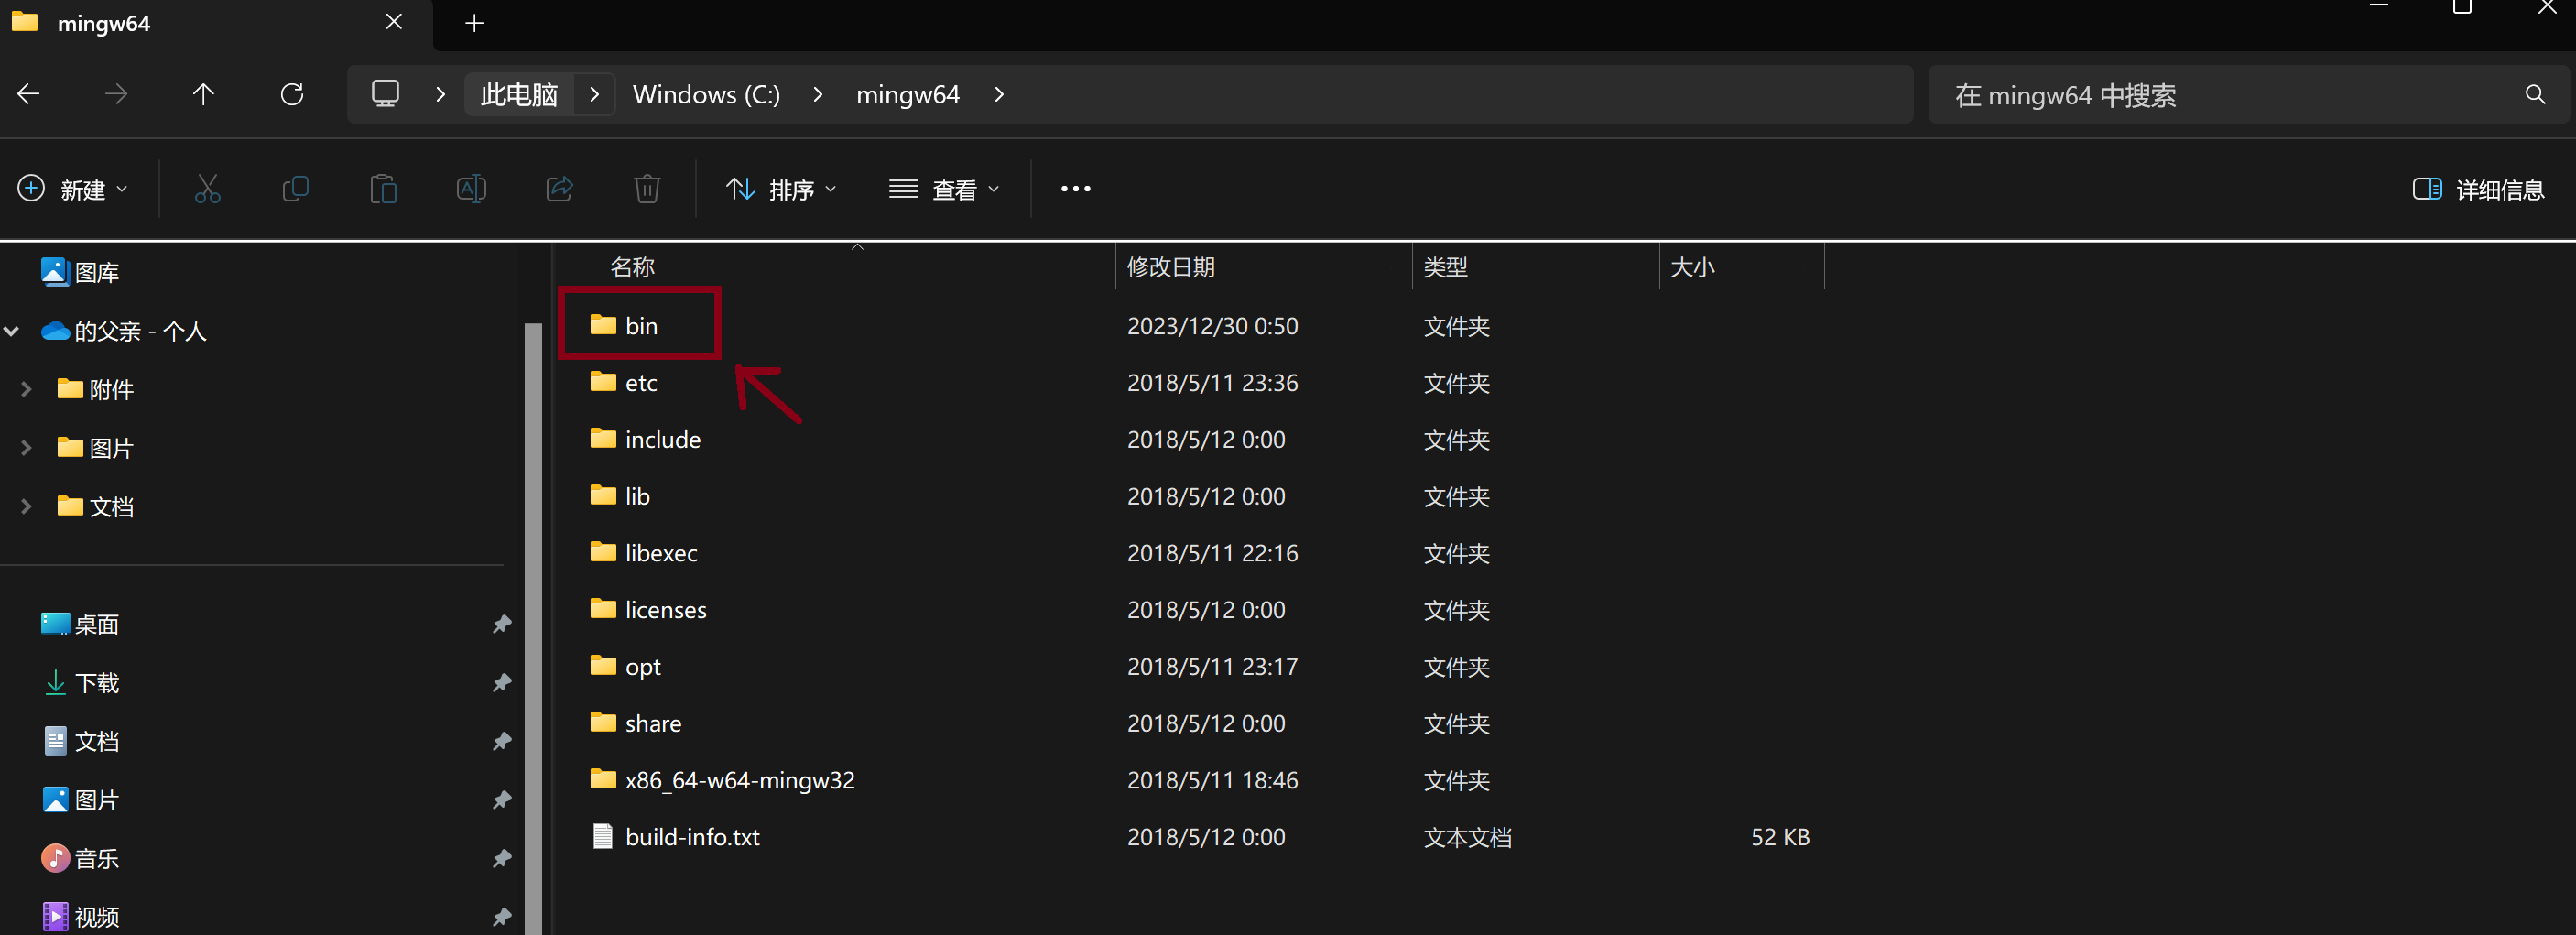 mingw64
此电脑 Windows (C:) mingw64
在 mingw64 中搜索
新建 排序 查看 详细信息
图库
的父亲 - 个人
附件
图片
文档
桌面
下载
文档
图片
音乐
视频
名称 修改日期 类型 大小
bin 2023/12/30 0:50 文件夹
etc 2018/5/11 23:36 文件夹
include 2018/5/12 0:00 文件夹
lib 2018/5/12 0:00 文件夹
libexec 2018/5/11 22:16 文件夹
licenses 2018/5/12 0:00 文件夹
opt 2018/5/11 23:17 文件夹
share 2018/5/12 0:00 文件夹
x86_64-w64-mingw32 2018/5/11 18:46 文件夹
build-info.txt 2018/5/12 0:00 文本文档 52 KB